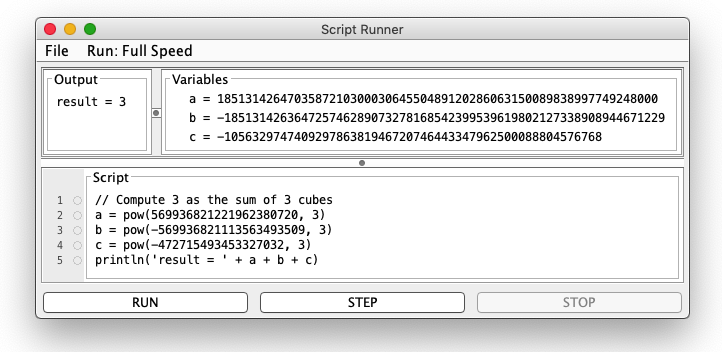 Script Runner
File Run: Full Speed
Output
result = 3
Variables
a = 185131426470358721030003064550489120286063150089838997749248000
b = -185131426364725746289073278168542399539619802127338908944671229
c = -105632974740929786381946720746443347962500088804576768
Script
1 // Compute 3 as the sum of 3 cubes
2 a = pow(569936821221962380720, 3)
3 b = pow(-569936821113563493509, 3)
4 c = pow(-472715493453327032, 3)
5 println('result = ' + a + b + c)
RUN STEP STOP